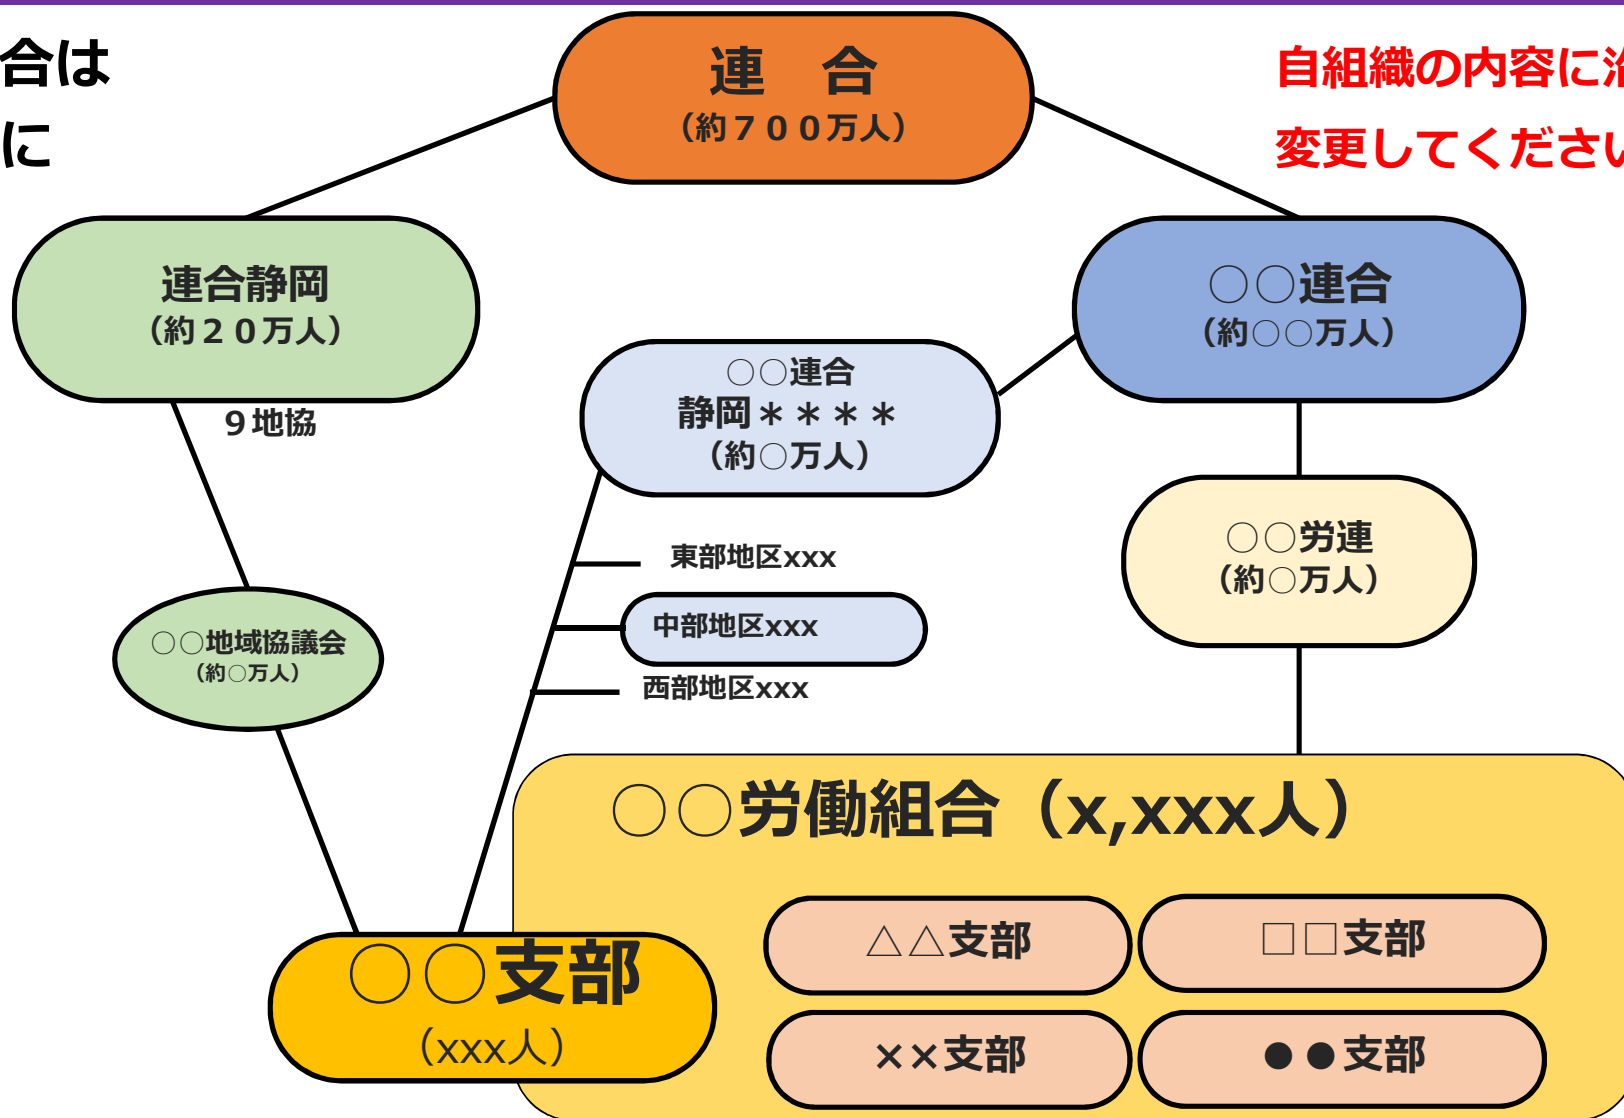 合は
に
連　合
（約７００万人）
自組織の内容に
変更してください
連合静岡
（約２０万人）
９地協
○○連合
（約○○万人）
○○連合
静岡＊＊＊＊
（約○万人）
東部地区xxx
中部地区xxx
西部地区xxx
○○労連
（約○万人）
○○地域協議会
（約○万人）
○○労働組合（x,xxx人）
○○支部
（xxx人）
△△支部
□□支部
××支部
●●支部